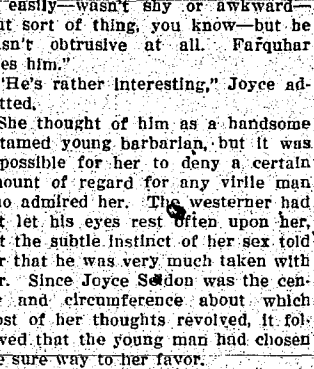 easily—wasn't shy or awkward—
t sort of thing, you know—but he
sn't obtrusive at all. Farquhar
es him."
"He's rather interesting," Joyce ad-
tted.
She thought of him as a handsome
tamed young barbarian, but it was
possible for her to deny a certain
ount of regard for any virile man
o admired her. The westerner had
t let his eyes rest often upon her,
t the subtle instinct of her sex told
r that he was very much taken with
r. Since Joyce Seldon was the cen-
and circumference about which
st of her thoughts revolved, it fol-
wed that the young man had chosen
e sure way to her favor.